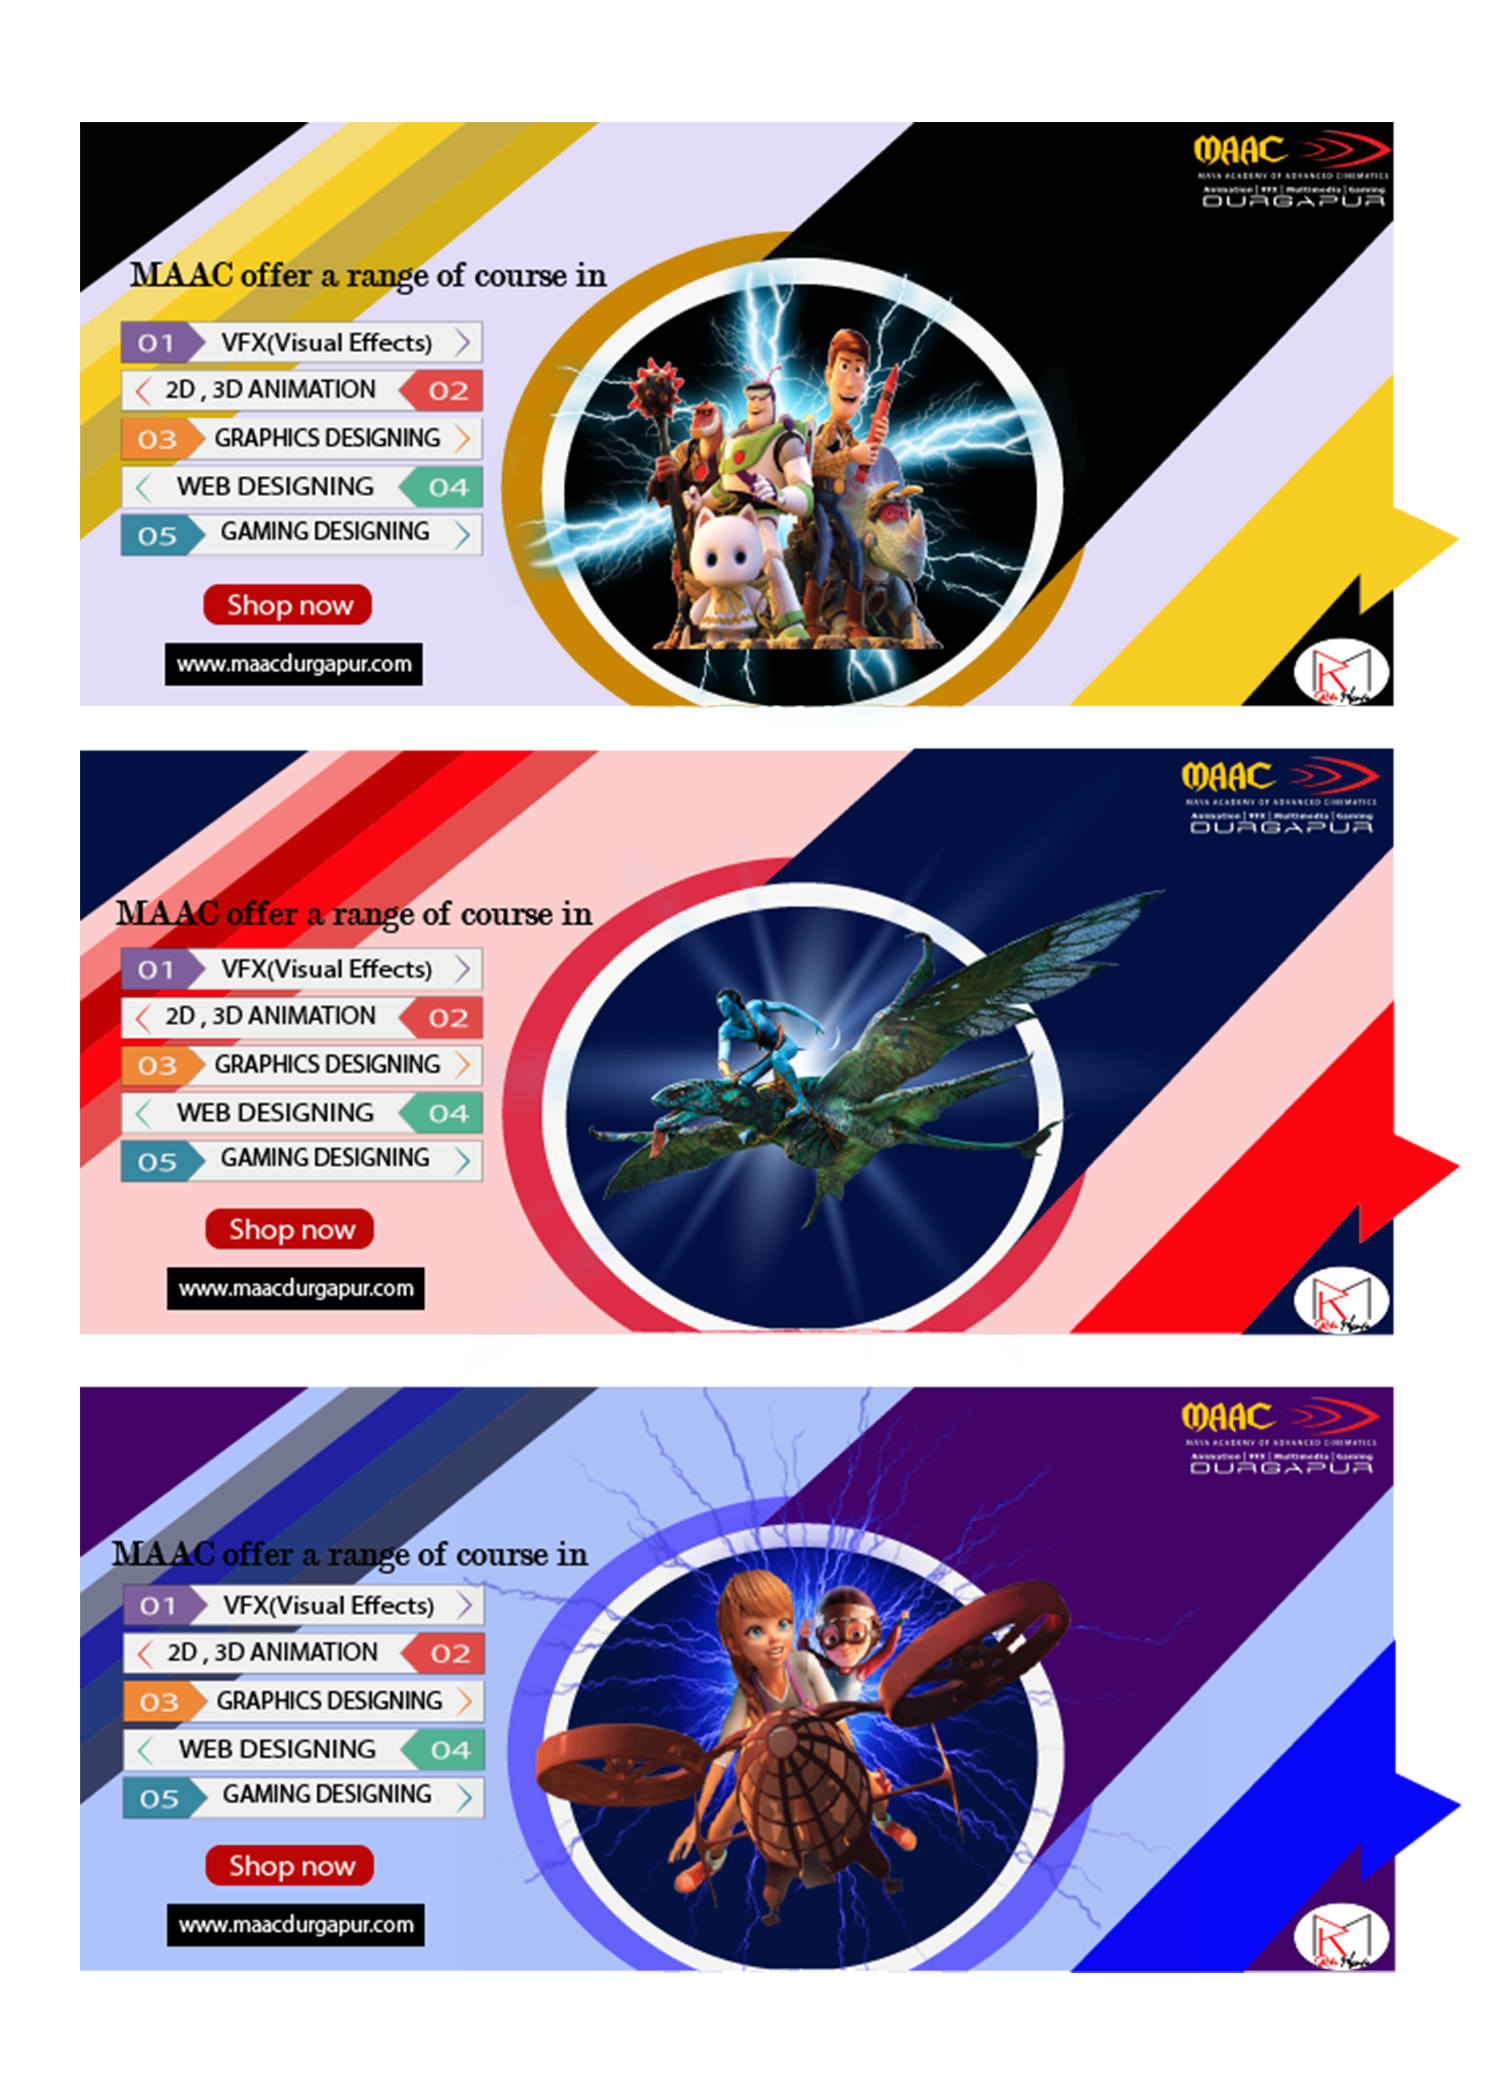 MAAC
MAYA ACADEMY OF ADVANCED CINEMATICS
Animation | VFX | Multimedia | Gaming
DURGAPUR
MAAC offer a range of course in
01 VFX(Visual Effects)
2D , 3D ANIMATION 02
03 GRAPHICS DESIGNING
WEB DESIGNING 04
05 GAMING DESIGNING
Shop now
www.maacdurgapur.com
MAAC
MAYA ACADEMY OF ADVANCED CINEMATICS
Animation | VFX | Multimedia | Gaming
DURGAPUR
MAAC offer a range of course in
01 VFX(Visual Effects)
2D , 3D ANIMATION 02
03 GRAPHICS DESIGNING
WEB DESIGNING 04
05 GAMING DESIGNING
Shop now
www.maacdurgapur.com
MAAC
MAYA ACADEMY OF ADVANCED CINEMATICS
Animation | VFX | Multimedia | Gaming
DURGAPUR
MAAC offer a range of course in
01 VFX(Visual Effects)
2D , 3D ANIMATION 02
03 GRAPHICS DESIGNING
WEB DESIGNING 04
05 GAMING DESIGNING
Shop now
www.maacdurgapur.com